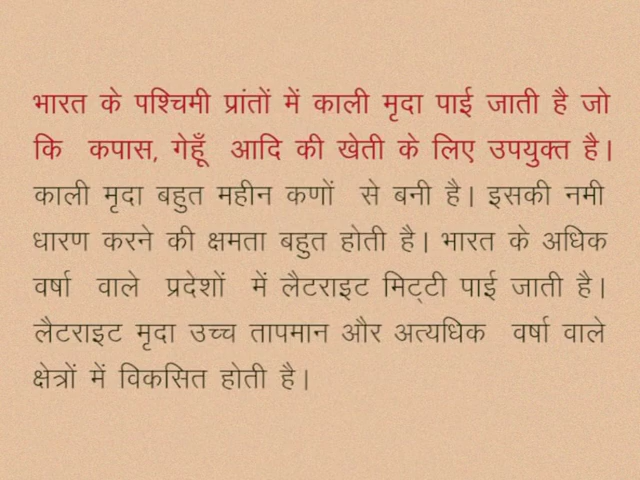 भारत के पश्चिमी प्रांतों में काली मृदा पाई जाती है जो
कि कपास, गेहूँ आदि की खेती के लिए उपयुक्त है।
काली मृदा बहुत महीन कणों से बनी है। इसकी नमी
धारण करने की क्षमता बहुत होती है। भारत के अधिक
वर्षा वाले प्रदेशों में लैटराइट मिट्टी पाई जाती है।
लैटराइट मृदा उच्च तापमान और अत्यधिक वर्षा वाले
क्षेत्रों में विकसित होती है।